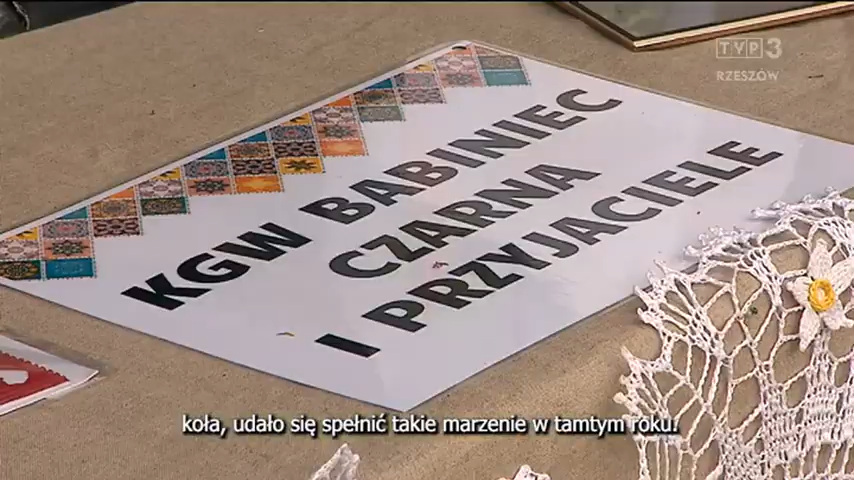 TVP3
RZESZÓW
KGW BABINIEC
CZARNA
I PRZYJACIELE
koła, udało się spełnić takie marzenie w tamtym roku.